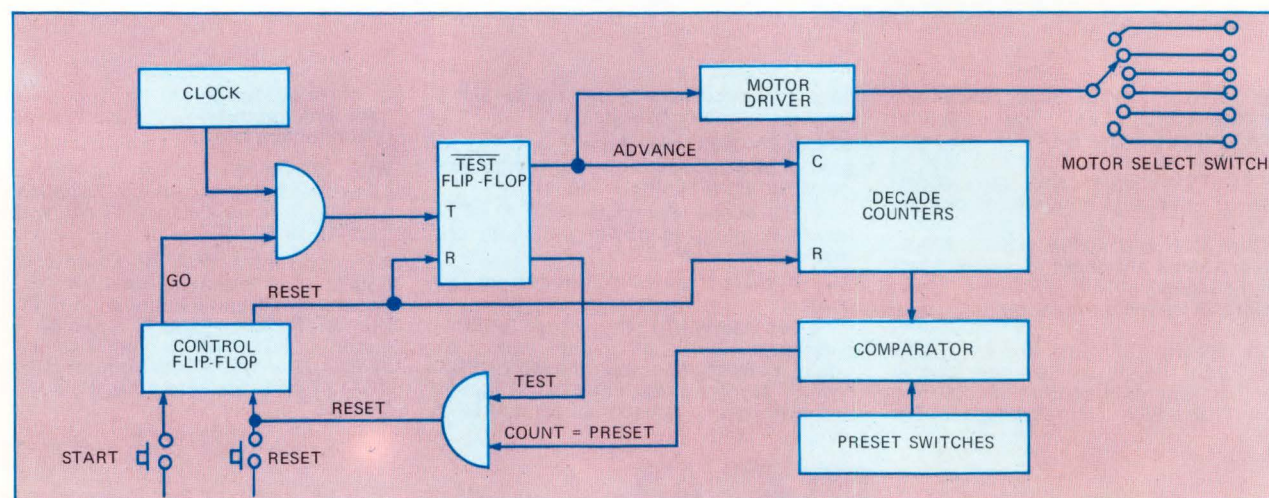 CLOCK
MOTOR
DRIVER
TEST
FLIP-FLOP
ADVANCE
C
MOTOR SELECT SWITCH
DECADE
COUNTERS
T
R
R
GO
RESET
CONTROL
FLIP-FLOP
COMPARATOR
TEST
RESET
COUNT = PRESET
PRESET SWITCHES
START
RESET